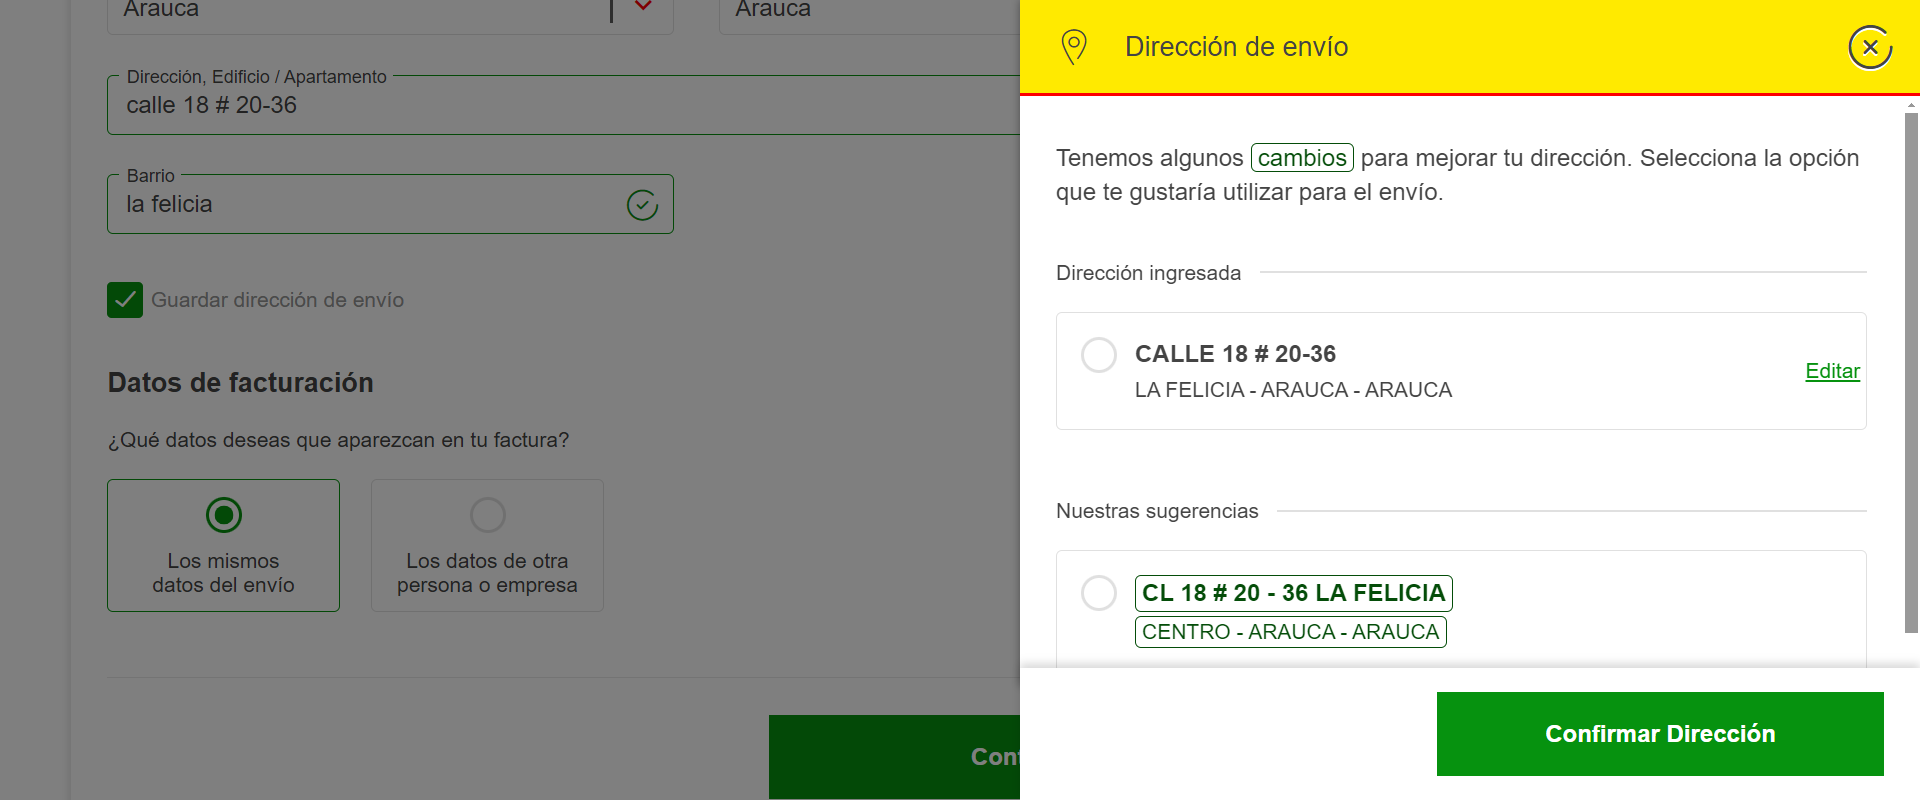 Arauca
Arauca
Dirección, Edificio / Apartamento
calle 18 # 20-36
Barrio
la felicia
Guardar dirección de envío
Datos de facturación
¿Qué datos deseas que aparezcan en tu factura?
Los mismos
datos del envío
Los datos de otra
persona o empresa
Cont
Dirección de envío
Tenemos algunos cambios para mejorar tu dirección. Selecciona la opción
que te gustaría utilizar para el envío.
Dirección ingresada
CALLE 18 # 20-36
LA FELICIA - ARAUCA - ARAUCA
Editar
Nuestras sugerencias
CL 18 # 20 - 36 LA FELICIA
CENTRO - ARAUCA - ARAUCA
Confirmar Dirección